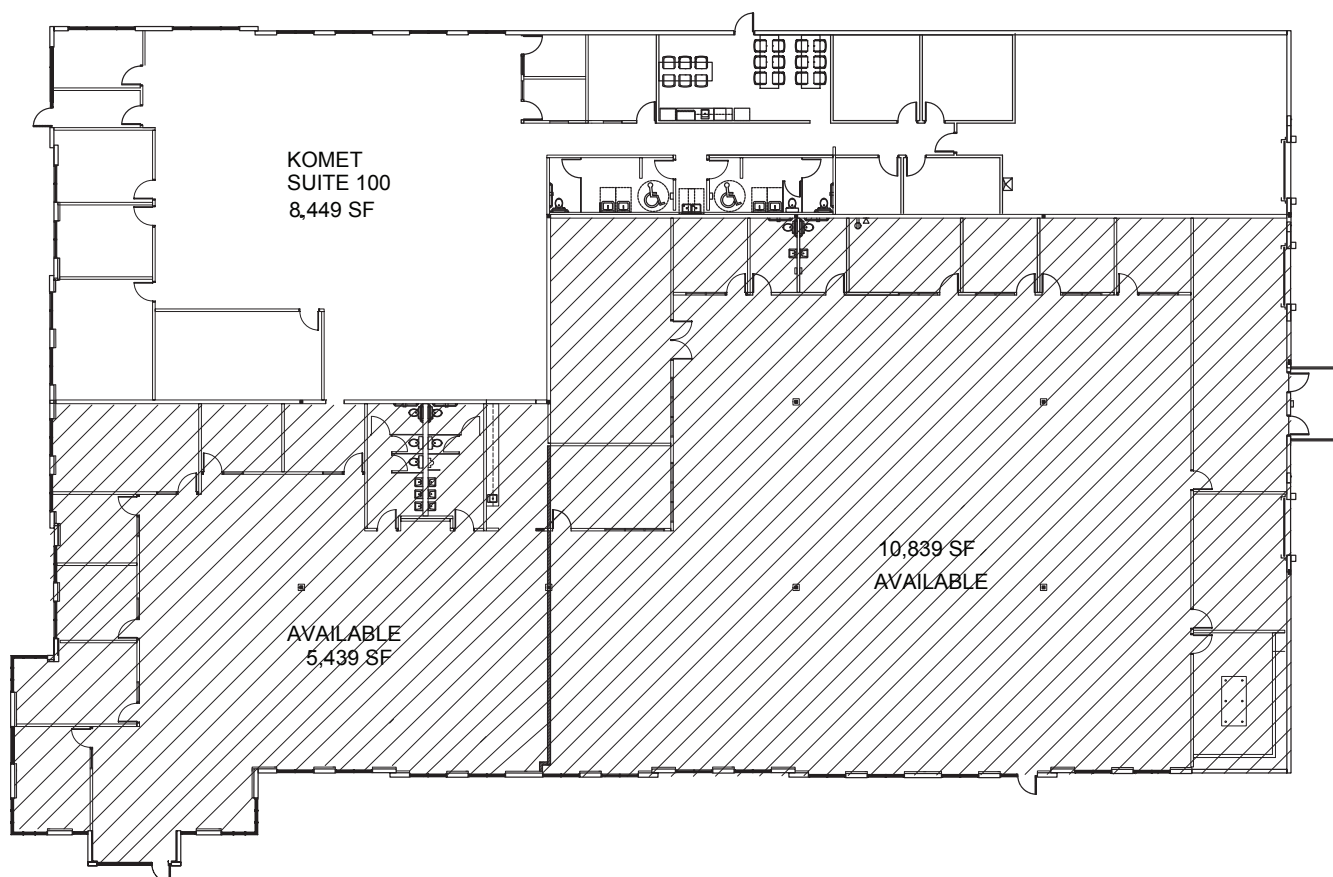 KOMET
SUITE 100
8,449 SF
10,839 SF
AVAILABLE
AVAILABLE
5,439 SF